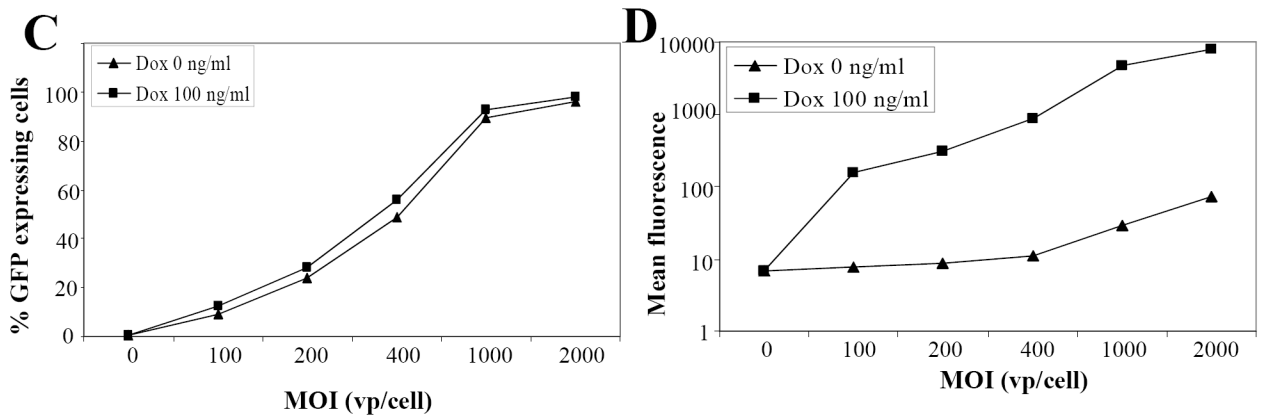 C
Dox 0 ng/ml
Dox 100 ng/ml
% GFP expressing cells
100
80
60
40
20
0
0 100 200 400 1000 2000
MOI (vp/cell)
D
Dox 0 ng/ml
Dox 100 ng/ml
Mean fluorescence
10000
1000
100
10
1
0 100 200 400 1000 2000
MOI (vp/cell)